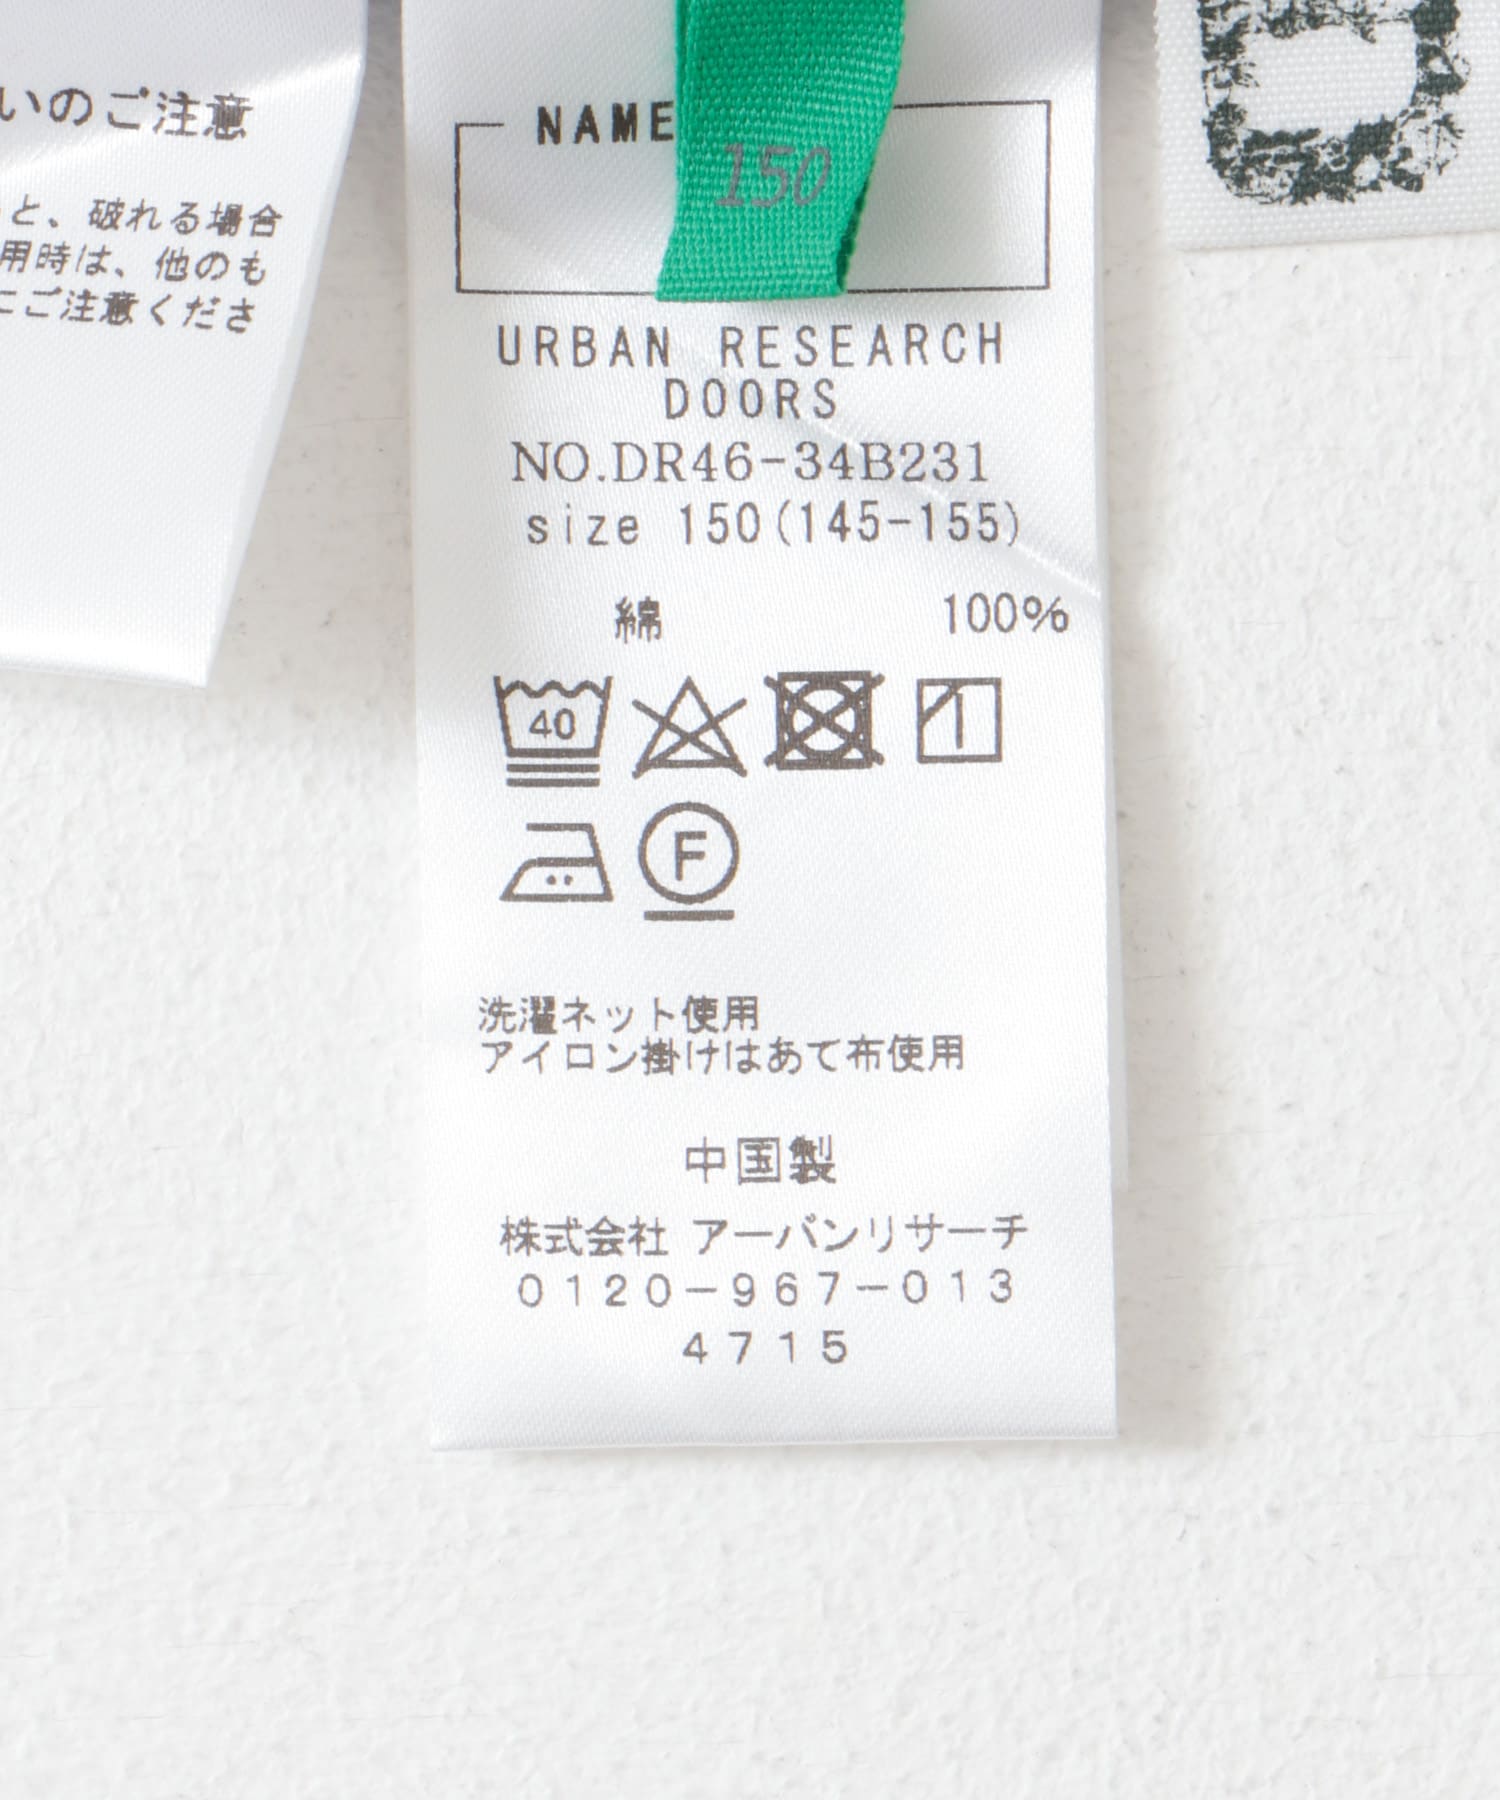 いのご注意
と、破れる場合
用時は、他のも
にご注意くださ
NAME
150
URBAN RESEARCH
DOORS
NO.DR46-34B231
size 150(145-155)
綿 100%
40
F
洗濯ネット使用
アイロン掛けはあて布使用
中国製
株式会社 アーバンリサーチ
0120-967-013
4715